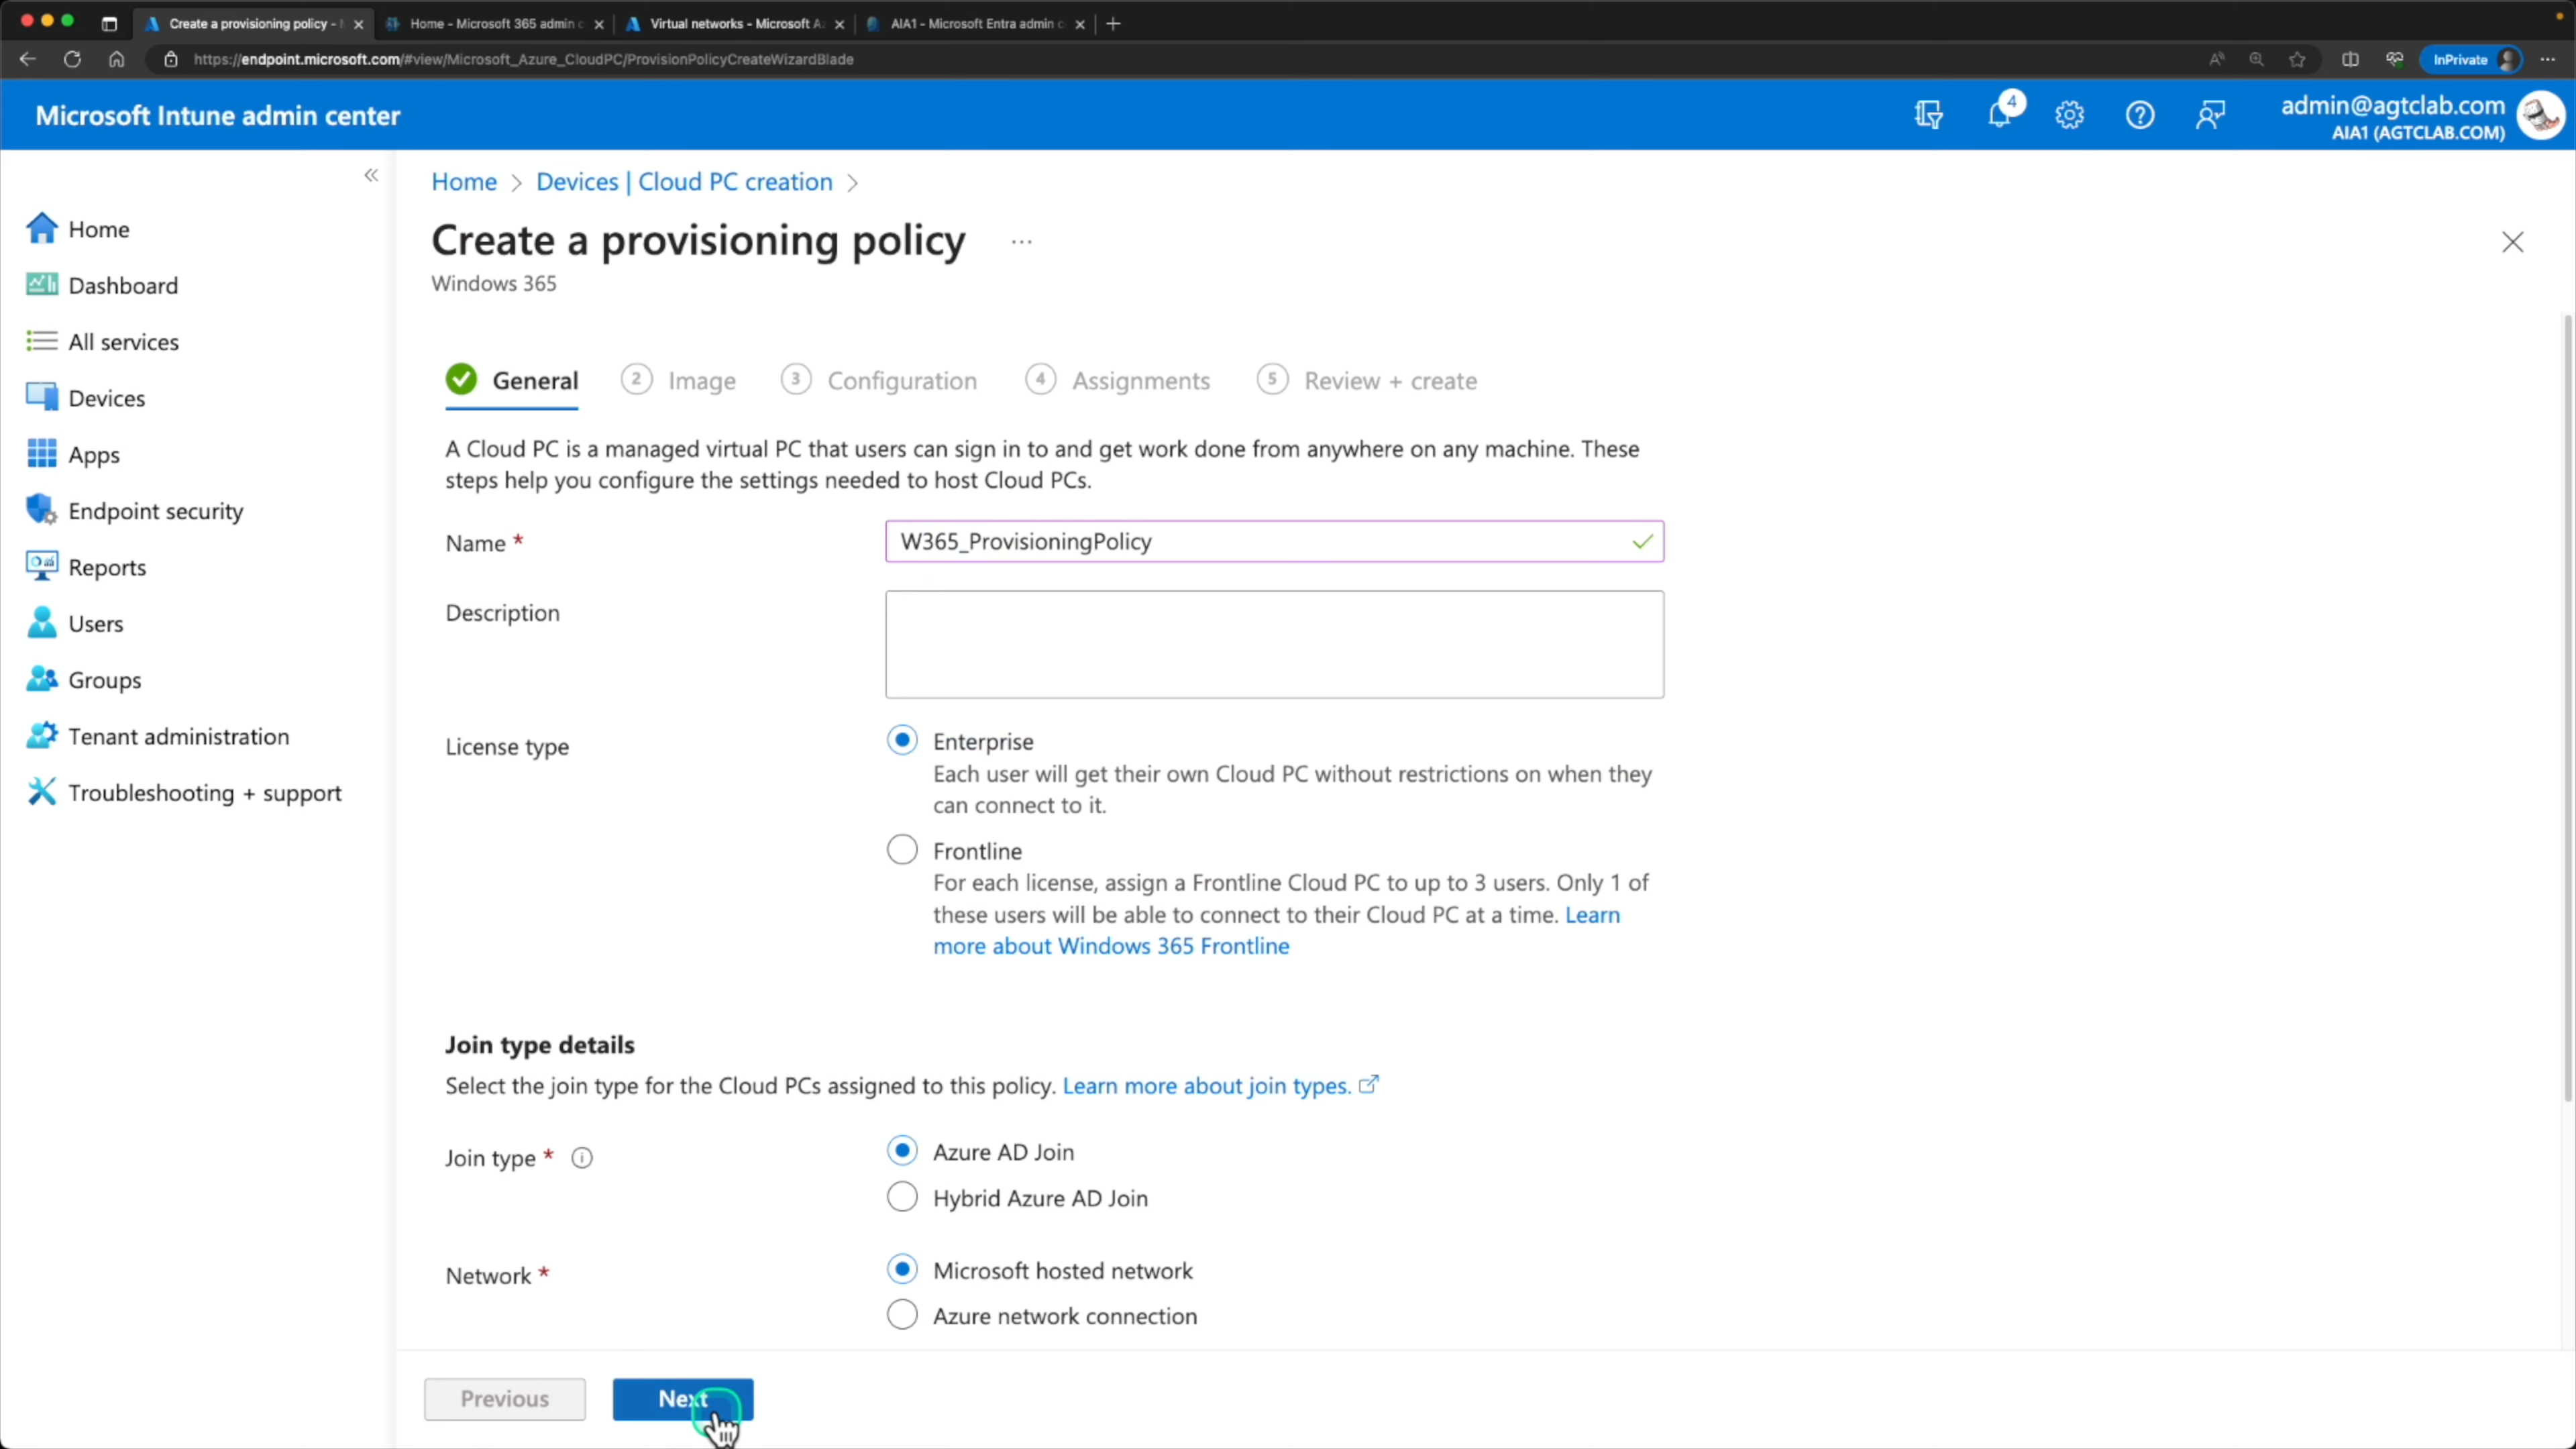 Create a provisioning policy -
Home - Microsoft 365 admin c
Virtual networks - Microsoft A
AIA1 - Microsoft Entra admin c
https://endpoint.microsoft.com/#view/Microsoft_Azure_CloudPC/ProvisionPolicyCreateWizardBlade
InPrivate
Microsoft Intune admin center
4
admin@agtclab.com
AIA1 (AGTCLAB.COM)
Home
Dashboard
All services
Devices
Apps
Endpoint security
Reports
Users
Groups
Tenant administration
Troubleshooting + support
Home > Devices | Cloud PC creation >
Create a provisioning policy ...
Windows 365
General
2 Image
3 Configuration
4 Assignments
5 Review + create
A Cloud PC is a managed virtual PC that users can sign in to and get work done from anywhere on any machine. These
steps help you configure the settings needed to host Cloud PCs.
Name *
W365_ProvisioningPolicy
Description
License type
Enterprise
Each user will get their own Cloud PC without restrictions on when they
can connect to it.
Frontline
For each license, assign a Frontline Cloud PC to up to 3 users. Only 1 of
these users will be able to connect to their Cloud PC at a time. Learn
more about Windows 365 Frontline
Join type details
Select the join type for the Cloud PCs assigned to this policy. Learn more about join types.
Join type *
Azure AD Join
Hybrid Azure AD Join
Network *
Microsoft hosted network
Azure network connection
Previous
Next